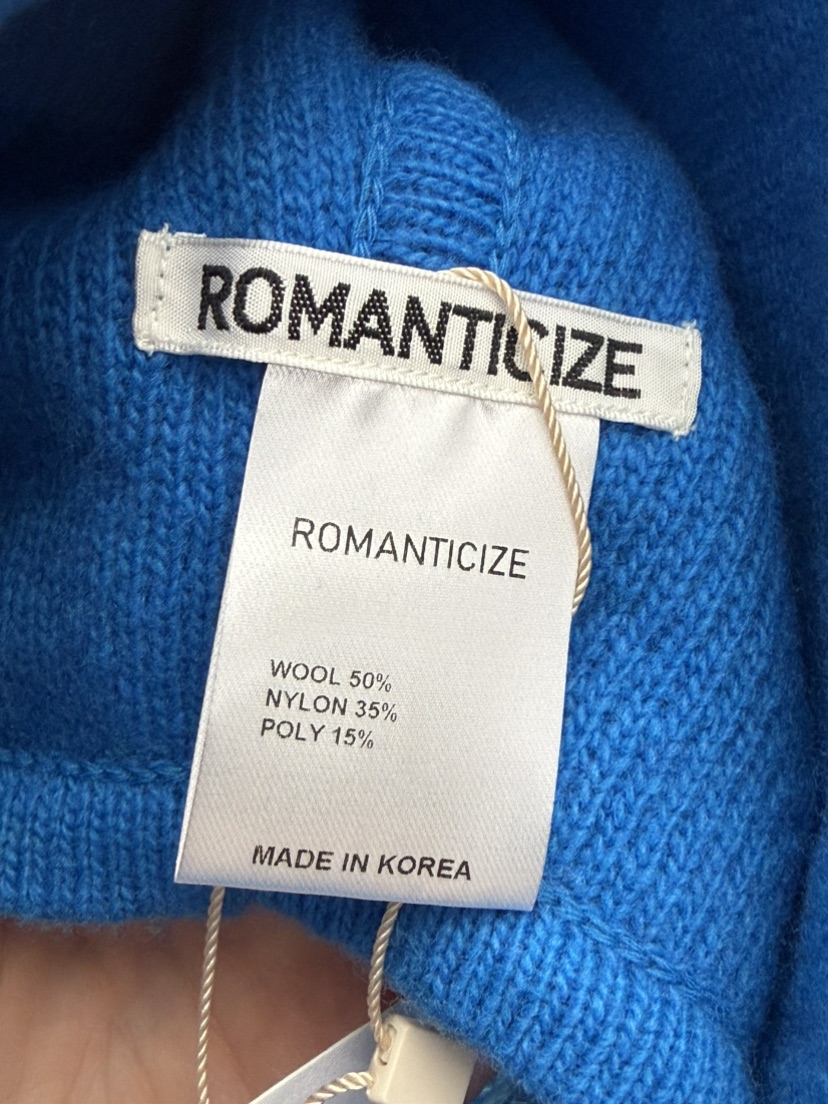 ROMANTICIZE
ROMANTICIZE
WOOL 50%
NYLON 35%
POLY 15%
MADE IN KOREA